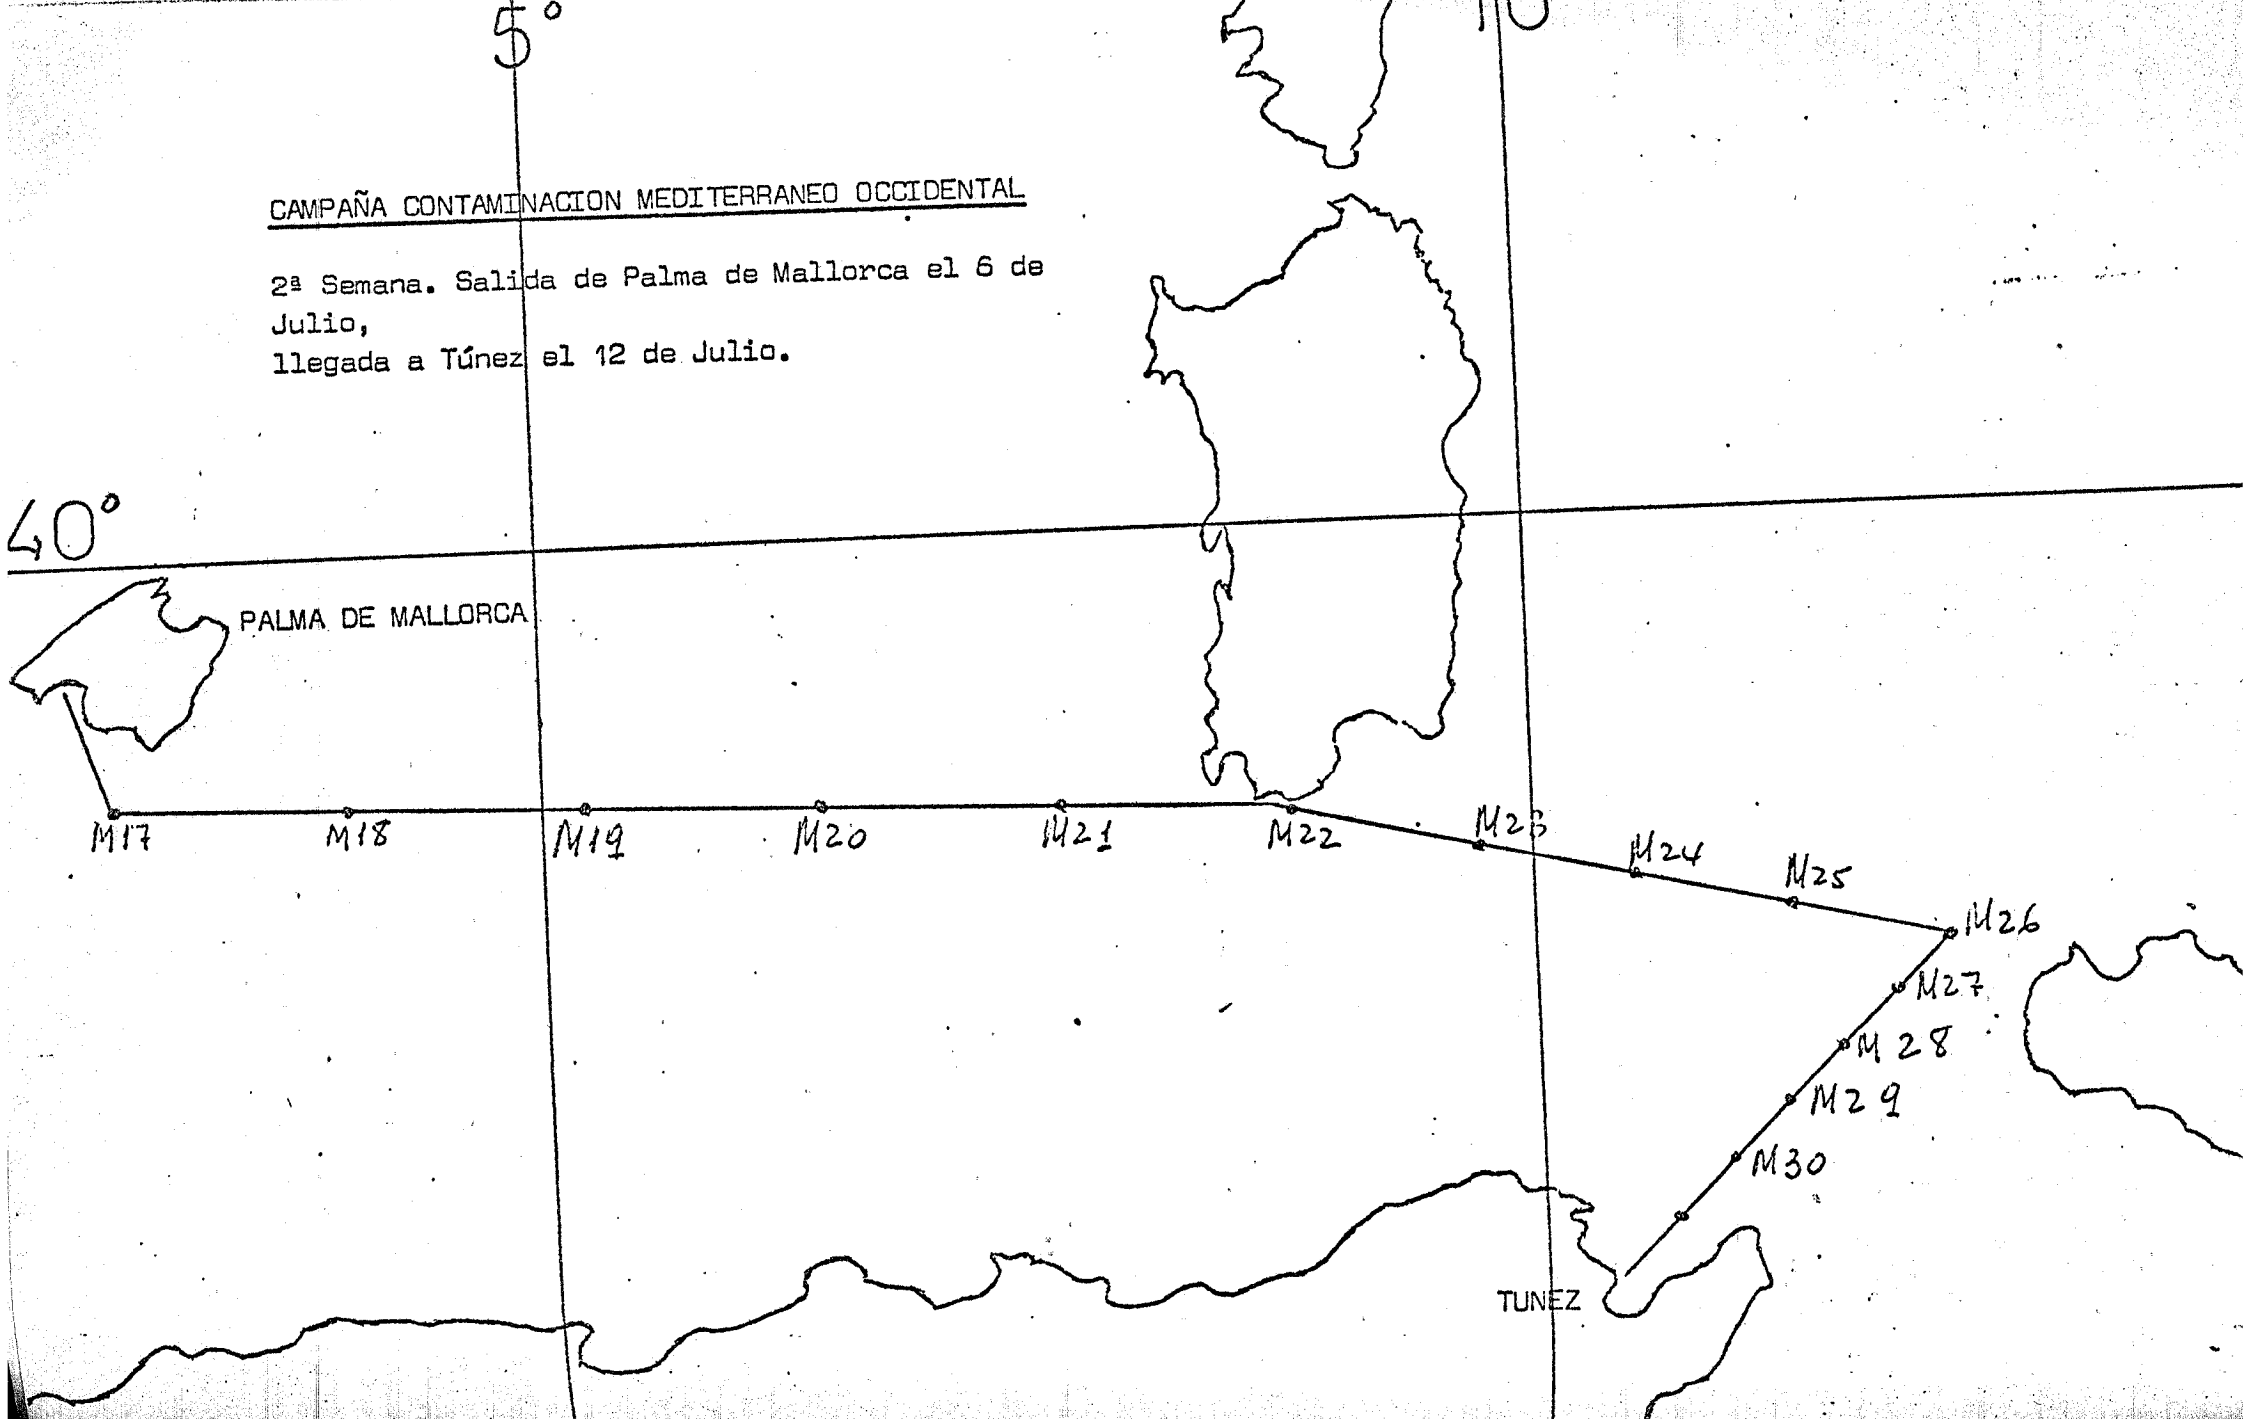 5°
10
CAMPAÑA CONTAMINACION MEDITERRANEO OCCIDENTAL
2ª Semana. Salida de Palma de Mallorca el 6 de
Julio,
llegada a Túnez el 12 de Julio.
40°
PALMA DE MALLORCA
M17
M18
M19
M20
M21
M22
M23
M24
M25
M26
M27
M28
M29
M30
TUNEZ